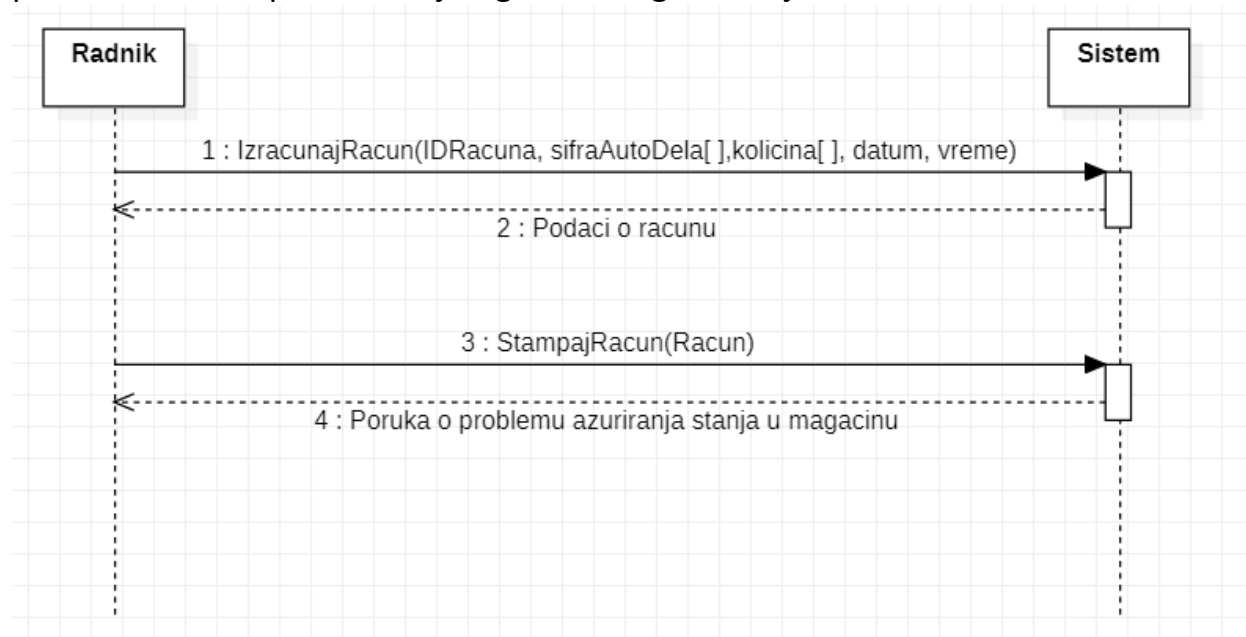 Radnik
Sistem
1 : IzracunajRacun(IDRacuna, sifraAutoDela[ ],kolicina[ ], datum, vreme)
2 : Podaci o racunu
3 : StampajRacun(Racun)
4 : Poruka o problemu azuriranja stanja u magacinu